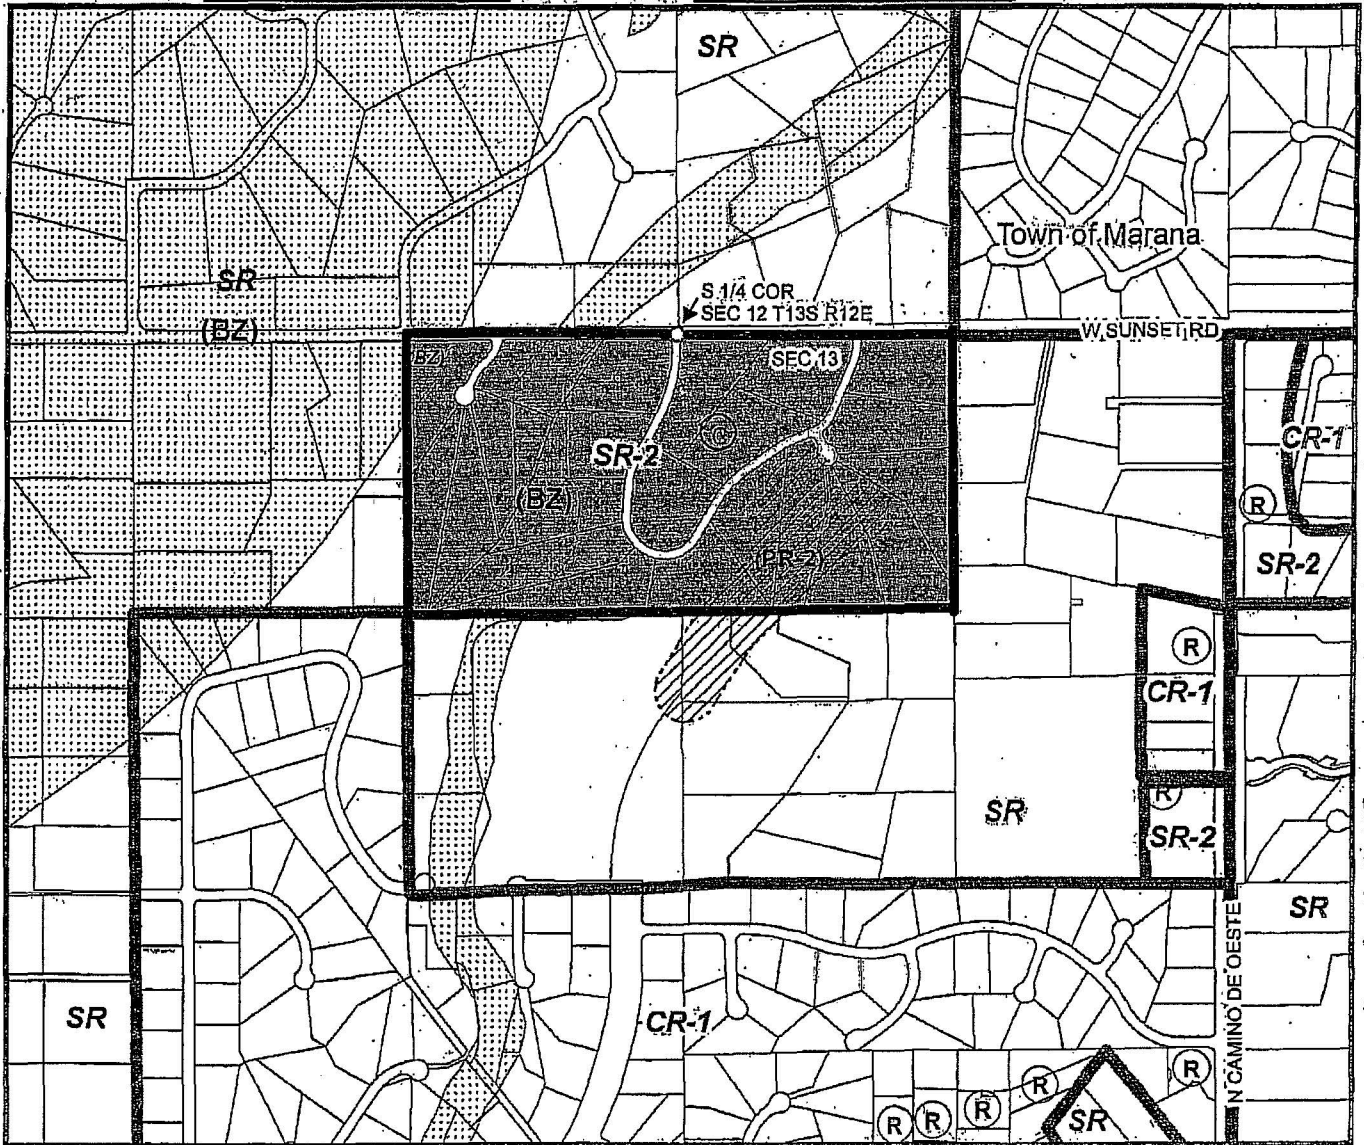 SR
Town of Marana
SR
(BZ)
S 1/4 COR
SEC 12 T13S R12E
W SUNSET RD
(BZ)
SEC 13
C
SR-2
(BZ)
(PR-2)
CR-1
R
SR-2
R
CR-1
R
SR-2
SR
SR
N CAMINO DE OESTE
SR
CR-1
R
R
R
R
R
SR